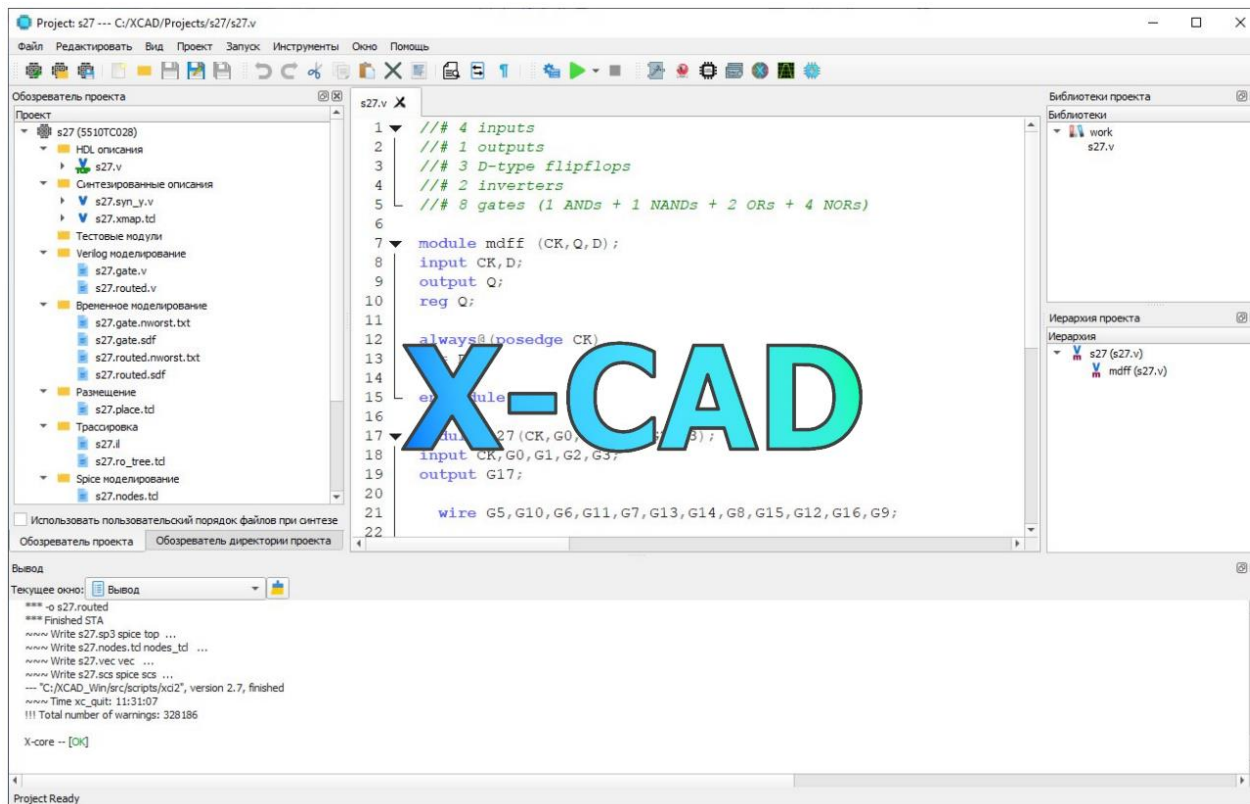 Project: s27 --- C:/XCAD/Projects/s27/s27.v
Файл Редактировать Вид Проект Запуск Инструменты Окно Помощь
Обозреватель проекта
Проект
s27 (5510TC028)
HDL описания
s27.v
Синтезированные описания
s27.syn_y.v
s27.xmap.tcl
Тестовые модули
Verilog моделирование
s27.gate.v
s27.routed.v
Временное моделирование
s27.gate.nworst.txt
s27.gate.sdf
s27.routed.nworst.txt
s27.routed.sdf
Размещение
s27.place.tcl
Трассировка
s27.il
s27.ro_tree.tcl
Spice моделирование
s27.nodes.tcl
Использовать пользовательский порядок файлов при синтезе
Обозреватель проекта Обозреватель директории проекта
s27.v
1 //# 4 inputs
2 //# 1 outputs
3 //# 3 D-type flipflops
4 //# 2 inverters
5 //# 8 gates (1 ANDs + 1 NANDs + 2 ORs + 4 NORs)
6
7 module mdff (CK,Q,D);
8 input CK,D;
9 output Q;
10 reg Q;
11
12 always@(posedge CK)
13
14
15
16
17
18 input CK,G0,G1,G2,G3;
19 output G17;
20
21 wire G5,G10,G6,G11,G7,G13,G14,G8,G15,G12,G16,G9;
22
X-CAD
Библиотеки проекта
Библиотеки
work
s27.v
Иерархия проекта
Иерархия
s27 (s27.v)
mdff (s27.v)
Вывод
Текущее окно: Вывод
*** -o s27.routed
*** Finished STA
~~~ Write s27.sp3 spice top ...
~~~ Write s27.nodes.tcl nodes_tcl ...
~~~ Write s27.vec vec ...
~~~ Write s27.scs spice scs ...
--- "C:/XCAD_Win/src/scripts/xci2", version 2.7, finished
~~~ Time xc_quit: 11:31:07
!!! Total number of warnings: 328186
X-core -- [OK]
Project Ready